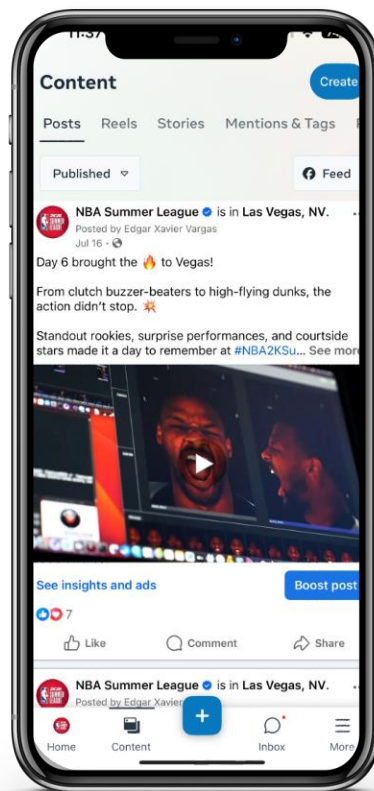 11:37
Content
Create
Posts Reels Stories Mentions & Tags
Published
Feed
NBA Summer League is in Las Vegas, NV.
Posted by Edgar Xavier Vargas
Jul 16 ·
Day 6 brought the 🔥 to Vegas!
From clutch buzzer-beaters to high-flying dunks, the
action didn't stop. 💥
Standout rookies, surprise performances, and courtside
stars made it a day to remember at #NBA2KSu... See more
See insights and ads
Boost post
7
Like Comment Share
NBA Summer League is in Las Vegas, NV.
Posted by Edgar Xavier
Home Content + Inbox More